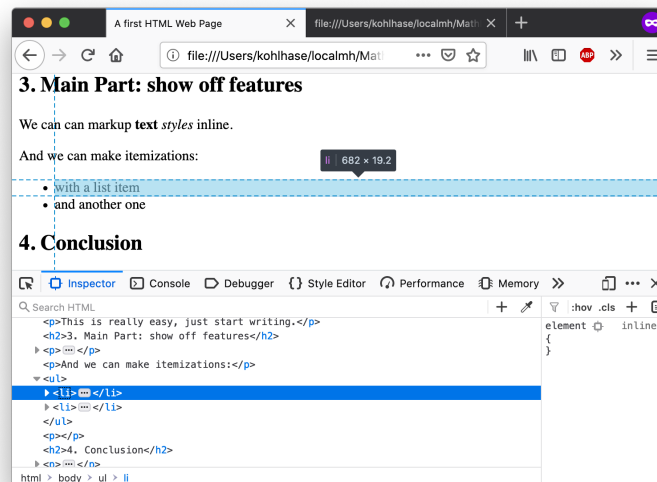 A first HTML Web Page
file:///Users/kohlhase/localmh/Math
file:///Users/kohlhase/localmh/Mat
ABP
3. Main Part: show off features
We can can markup text styles inline.
And we can make itemizations:
li 682 × 19.2
• with a list item
• and another one
4. Conclusion
Inspector Console Debugger {} Style Editor Performance Memory
Search HTML
:hov .cls
<p>This is really easy, just start writing.</p>
<h2>3. Main Part: show off features</h2>
<p>…</p>
<p>And we can make itemizations:</p>
<ul>
<li>…</li>
<li>…</li>
</ul>
<p></p>
<h2>4. Conclusion</h2>
<p>…</p>
element inline
{
}
html > body > ul > li